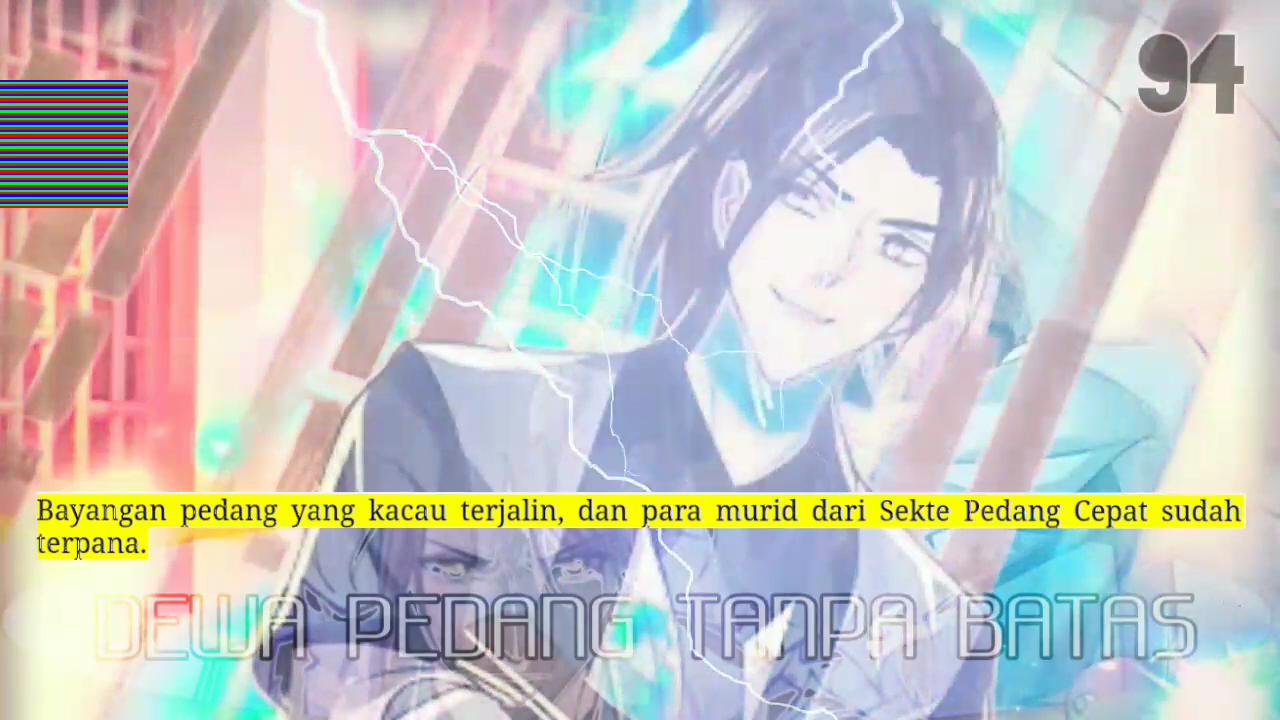 94
Bayangan pedang yang kacau terjalin, dan para murid dari Sekte Pedang Cepat sudah
terpana.
DEWA PEDANG TANPA BATAS